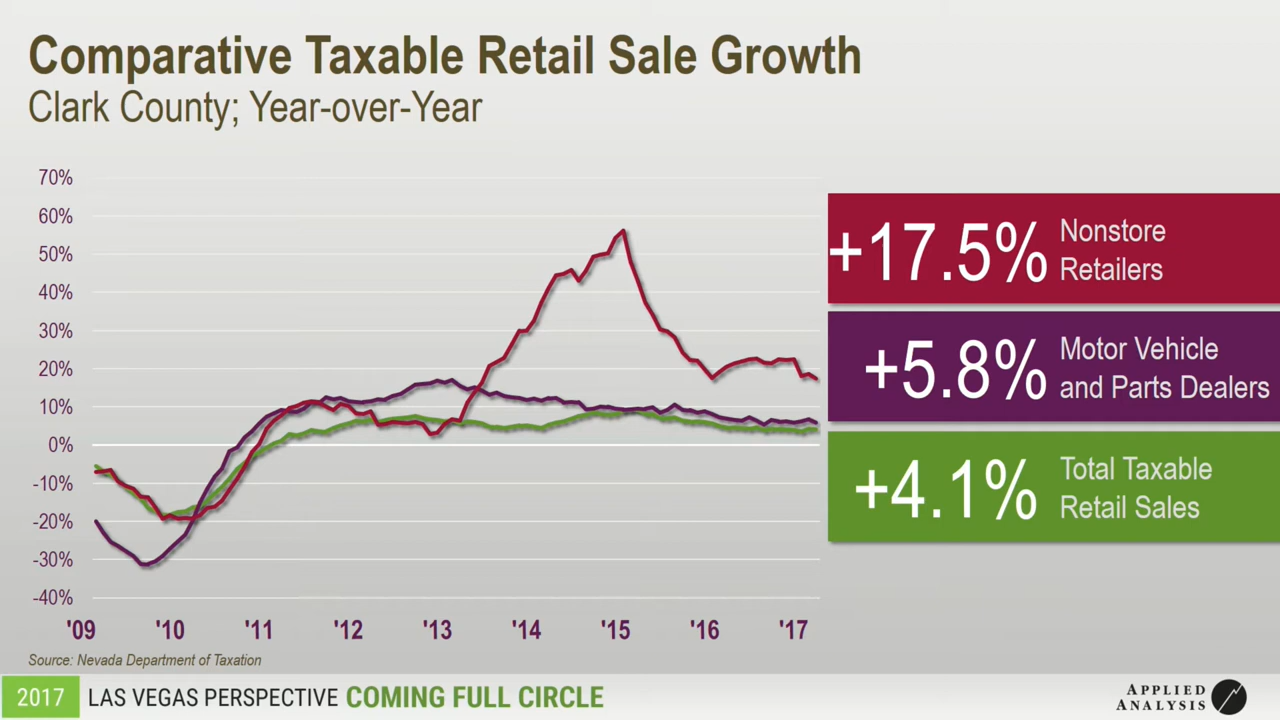 Comparative Taxable Retail Sale Growth
Clark County; Year-over-Year
70%
60%
50%
40%
30%
20%
10%
0%
-10%
-20%
-30%
-40%
'09 '10 '11 '12 '13 '14 '15 '16 '17
+17.5% Nonstore
Retailers
+5.8% Motor Vehicle
and Parts Dealers
+4.1% Total Taxable
Retail Sales
Source: Nevada Department of Taxation
2017 LAS VEGAS PERSPECTIVE COMING FULL CIRCLE
APPLIED
ANALYSIS